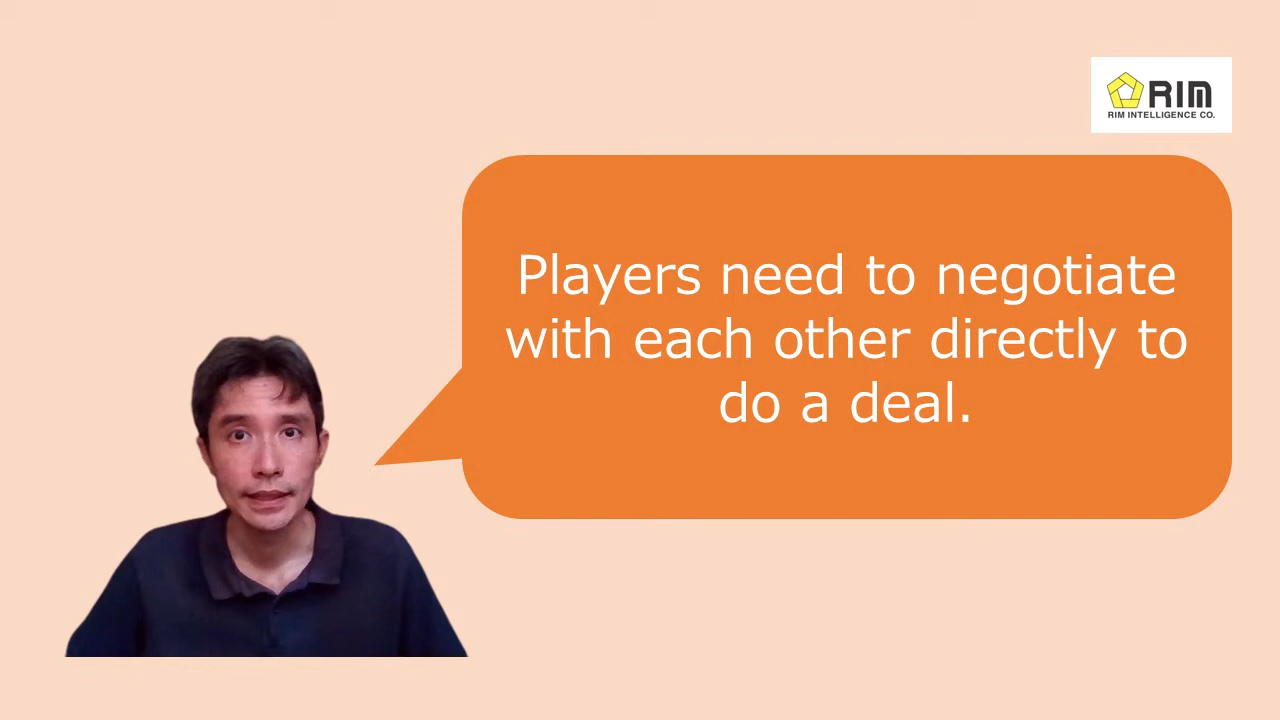 RIM
RIM INTELLIGENCE CO.
Players need to negotiate
with each other directly to
do a deal.